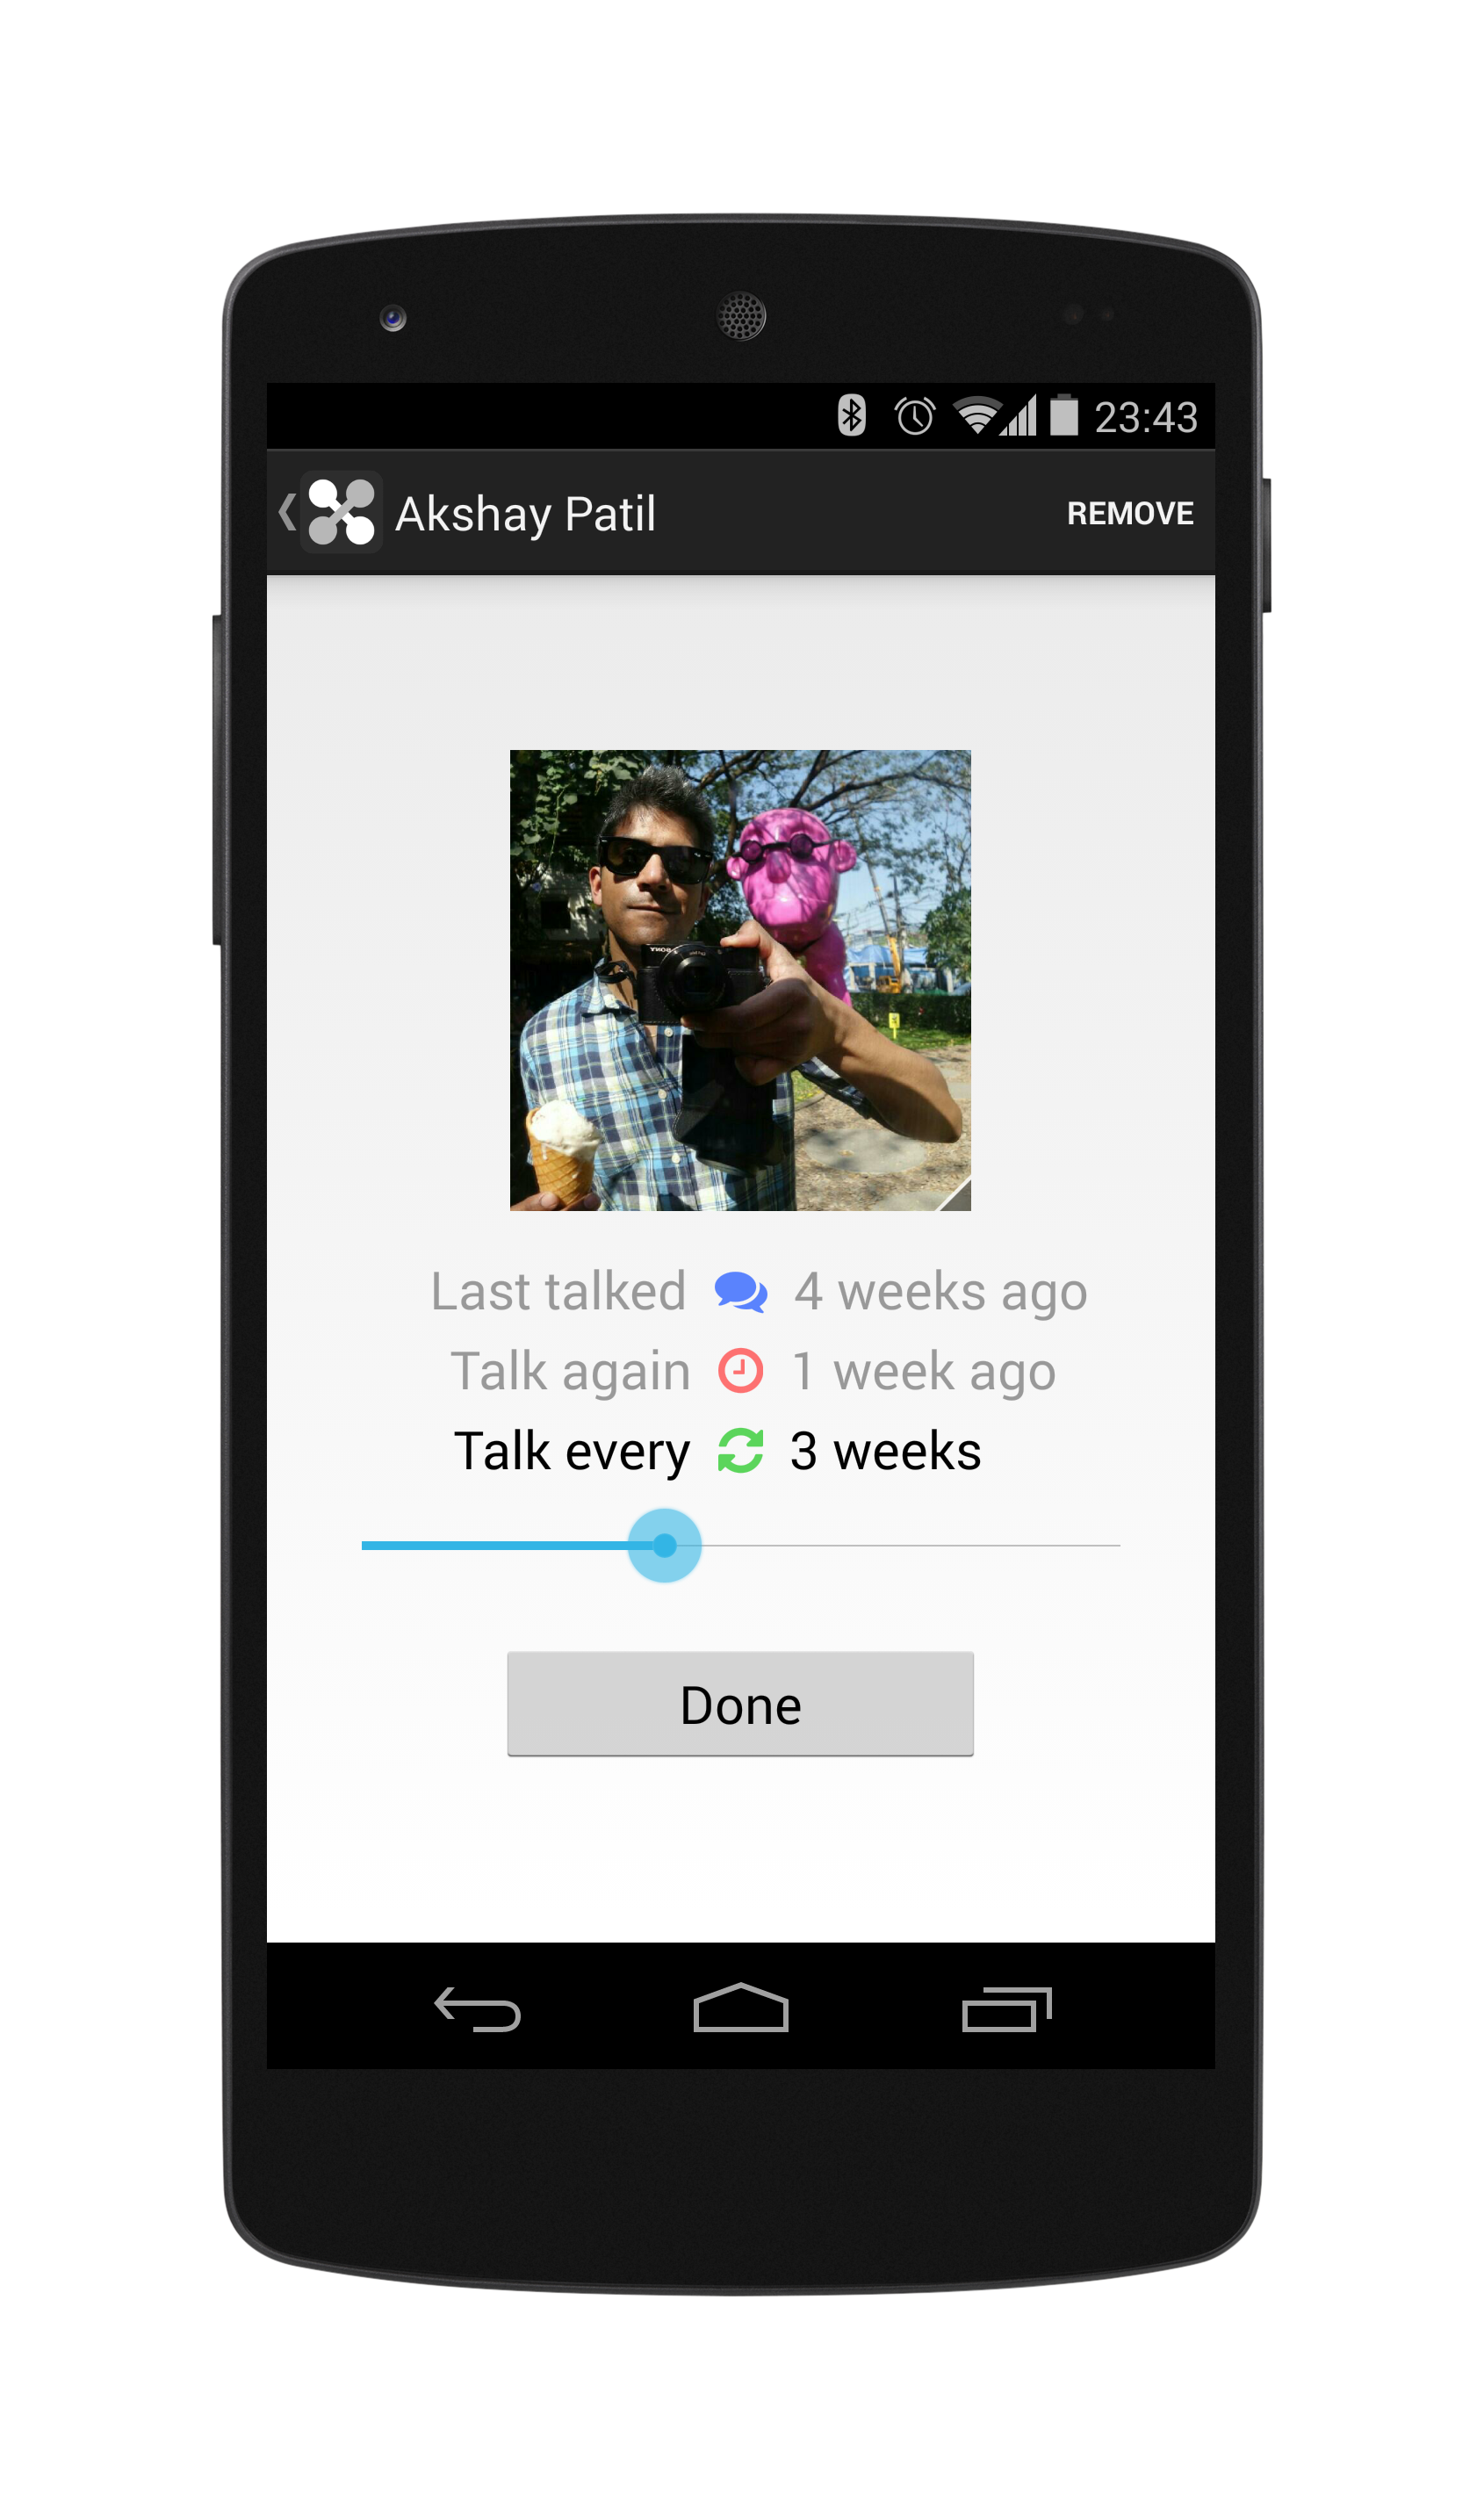 23:43
Akshay Patil REMOVE
SONY
Last talked 4 weeks ago
Talk again 1 week ago
Talk every 3 weeks
Done